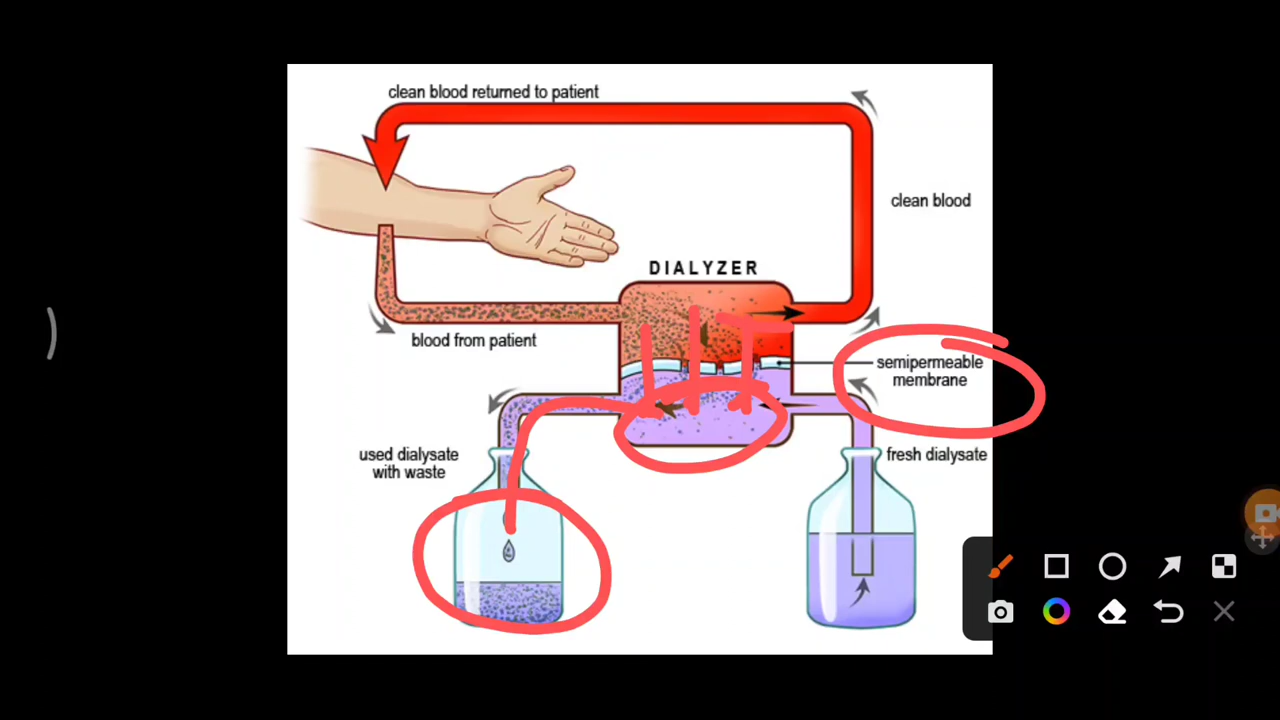 clean blood returned to patient
clean blood
DIALYZER
blood from patient
semipermeable
membrane
used dialysate
with waste
fresh dialysate